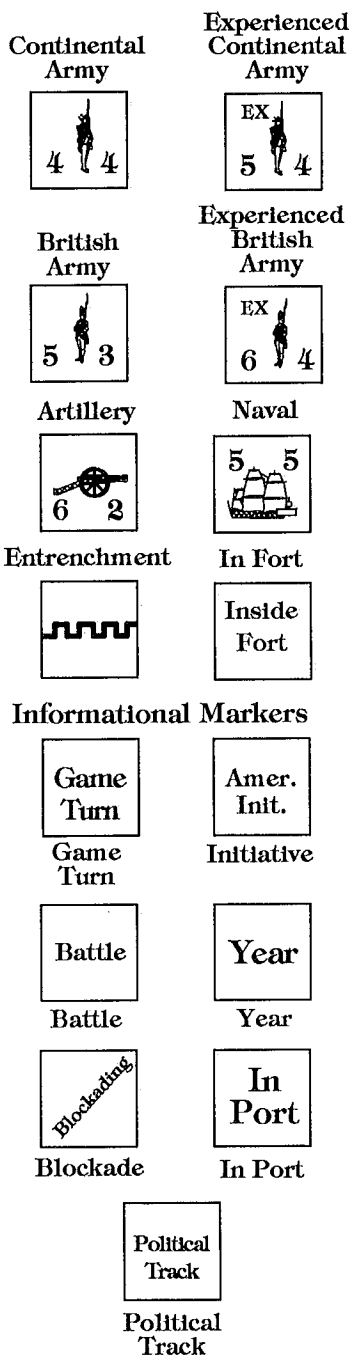 Continental
Army
Experienced
Continental
Army
4 4
EX
5 4
British
Army
Experienced
British
Army
5 3
EX
6 4
Artillery
Naval
6 2
5 5
Entrenchment
In Fort
Inside
Fort
Informational Markers
Game
Turn
Amer.
Init.
Game
Turn
Initiative
Battle
Year
Battle
Year
Blockading
In
Port
Blockade
In Port
Political
Track
Political
Track